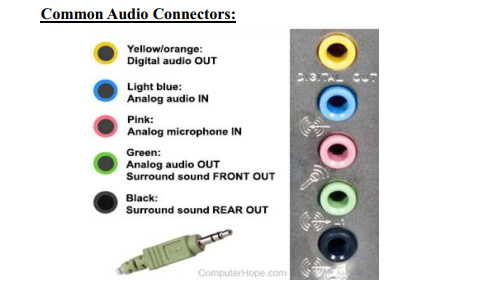 Common Audio Connectors:
Yellow/orange:
Digital audio OUT
Light blue:
Analog audio IN
Pink:
Analog microphone IN
Green:
Analog audio OUT
Surround sound FRONT OUT
Black:
Surround sound REAR OUT
DIGITAL OUT
ComputerHope.com